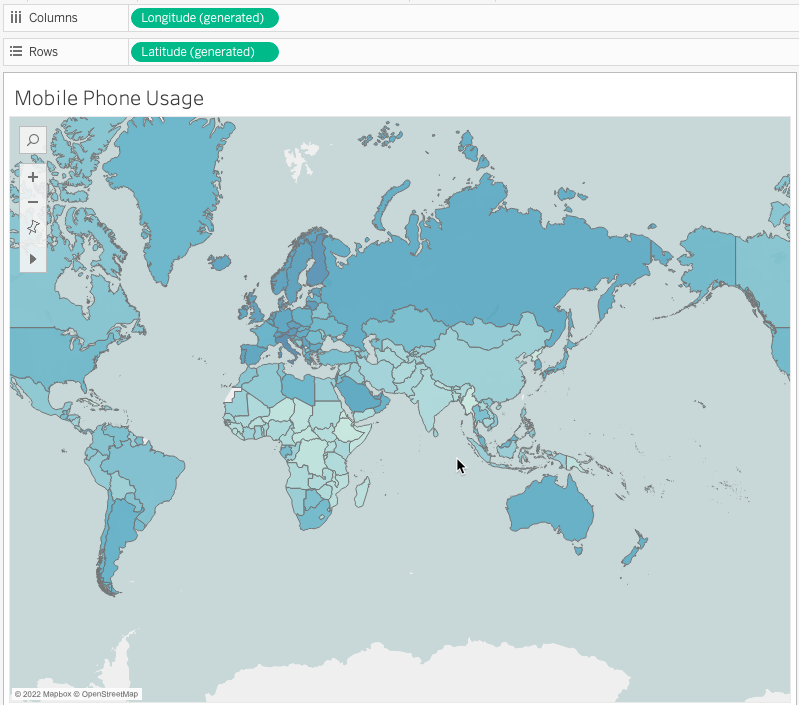 Columns
Longitude (generated)
Rows
Latitude (generated)
Mobile Phone Usage
© 2022 Mapbox © OpenStreetMap